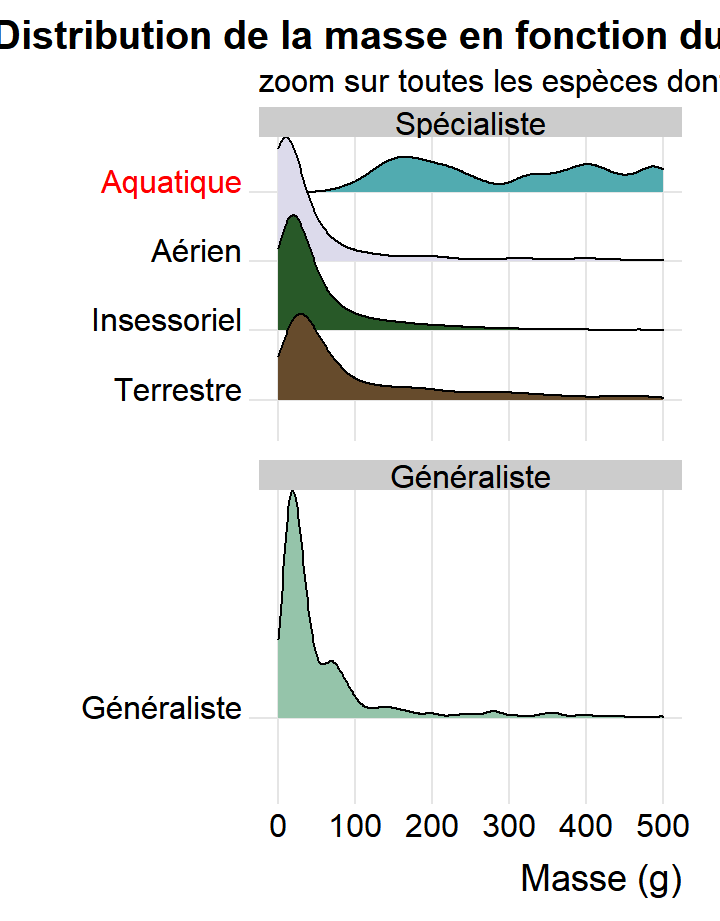 Distribution de la masse en fonction du
zoom sur toutes les espèces dont
Spécialiste
Aquatique
Aérien
Insessoriel
Terrestre
Généraliste
Généraliste
0 100 200 300 400 500
Masse (g)